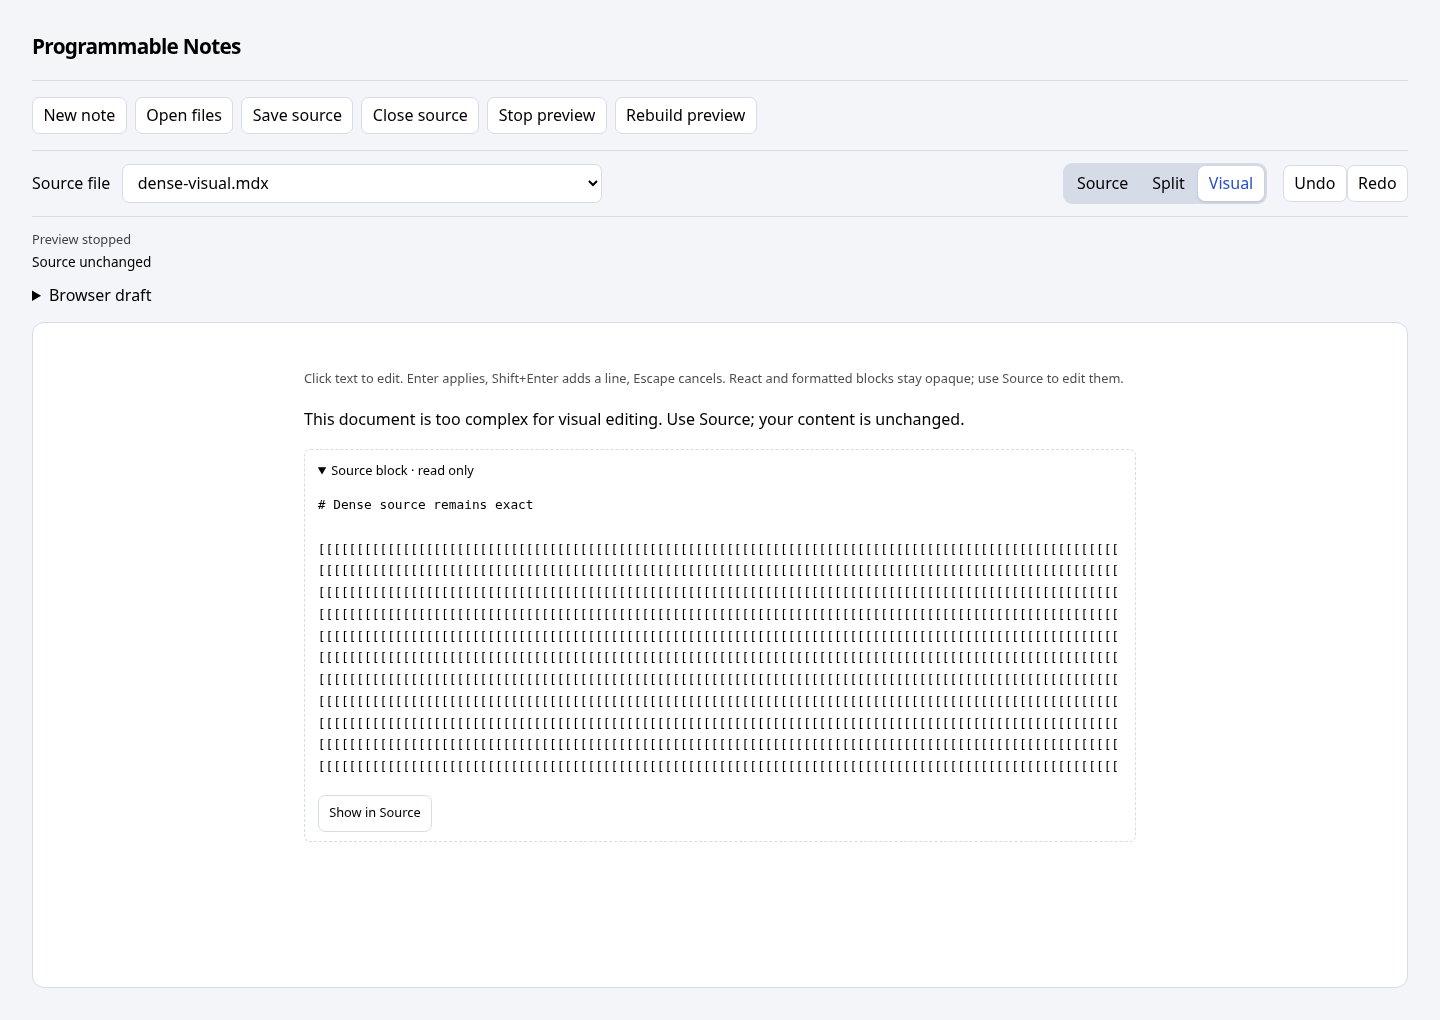 Programmable Notes
New note Open files Save source Close source Stop preview Rebuild preview
Source file dense-visual.mdx Source Split Visual Undo Redo
Preview stopped
Source unchanged
Browser draft
Click text to edit. Enter applies, Shift+Enter adds a line, Escape cancels. React and formatted blocks stay opaque; use Source to edit them.
This document is too complex for visual editing. Use Source; your content is unchanged.
Source block · read only
# Dense source remains exact
[[[[[[[[[[[[[[[[[[[[[[[[[[[[[[[[[[[[[[[[[[[[[[[[[[[[[[[[[[[[[[[[[[[[[[[[[[[[[[[[[[[[[[[[[[[[[[[[[[[[[[[[
[[[[[[[[[[[[[[[[[[[[[[[[[[[[[[[[[[[[[[[[[[[[[[[[[[[[[[[[[[[[[[[[[[[[[[[[[[[[[[[[[[[[[[[[[[[[[[[[[[[[[[[[
[[[[[[[[[[[[[[[[[[[[[[[[[[[[[[[[[[[[[[[[[[[[[[[[[[[[[[[[[[[[[[[[[[[[[[[[[[[[[[[[[[[[[[[[[[[[[[[[[[[[[[[[
[[[[[[[[[[[[[[[[[[[[[[[[[[[[[[[[[[[[[[[[[[[[[[[[[[[[[[[[[[[[[[[[[[[[[[[[[[[[[[[[[[[[[[[[[[[[[[[[[[[[[[[[
[[[[[[[[[[[[[[[[[[[[[[[[[[[[[[[[[[[[[[[[[[[[[[[[[[[[[[[[[[[[[[[[[[[[[[[[[[[[[[[[[[[[[[[[[[[[[[[[[[[[[[[[
[[[[[[[[[[[[[[[[[[[[[[[[[[[[[[[[[[[[[[[[[[[[[[[[[[[[[[[[[[[[[[[[[[[[[[[[[[[[[[[[[[[[[[[[[[[[[[[[[[[[[[[[
[[[[[[[[[[[[[[[[[[[[[[[[[[[[[[[[[[[[[[[[[[[[[[[[[[[[[[[[[[[[[[[[[[[[[[[[[[[[[[[[[[[[[[[[[[[[[[[[[[[[[[[[
[[[[[[[[[[[[[[[[[[[[[[[[[[[[[[[[[[[[[[[[[[[[[[[[[[[[[[[[[[[[[[[[[[[[[[[[[[[[[[[[[[[[[[[[[[[[[[[[[[[[[[[[
[[[[[[[[[[[[[[[[[[[[[[[[[[[[[[[[[[[[[[[[[[[[[[[[[[[[[[[[[[[[[[[[[[[[[[[[[[[[[[[[[[[[[[[[[[[[[[[[[[[[[[[[
[[[[[[[[[[[[[[[[[[[[[[[[[[[[[[[[[[[[[[[[[[[[[[[[[[[[[[[[[[[[[[[[[[[[[[[[[[[[[[[[[[[[[[[[[[[[[[[[[[[[[[[[
[[[[[[[[[[[[[[[[[[[[[[[[[[[[[[[[[[[[[[[[[[[[[[[[[[[[[[[[[[[[[[[[[[[[[[[[[[[[[[[[[[[[[[[[[[[[[[[[[[[[[[[[
Show in Source